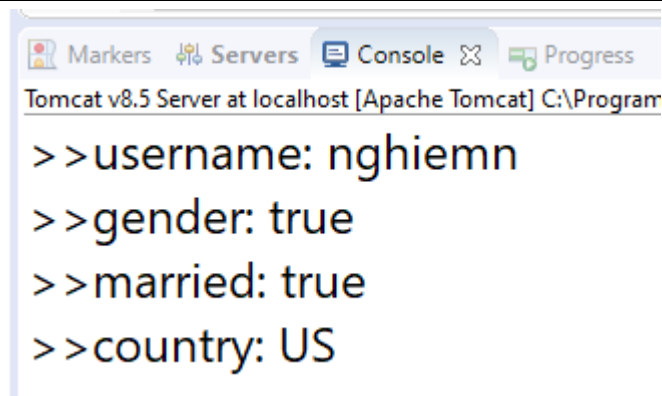 Markers Servers Console Progress
Tomcat v8.5 Server at localhost [Apache Tomcat] C:\Program
>>username: nghiemn
>>gender: true
>>married: true
>>country: US